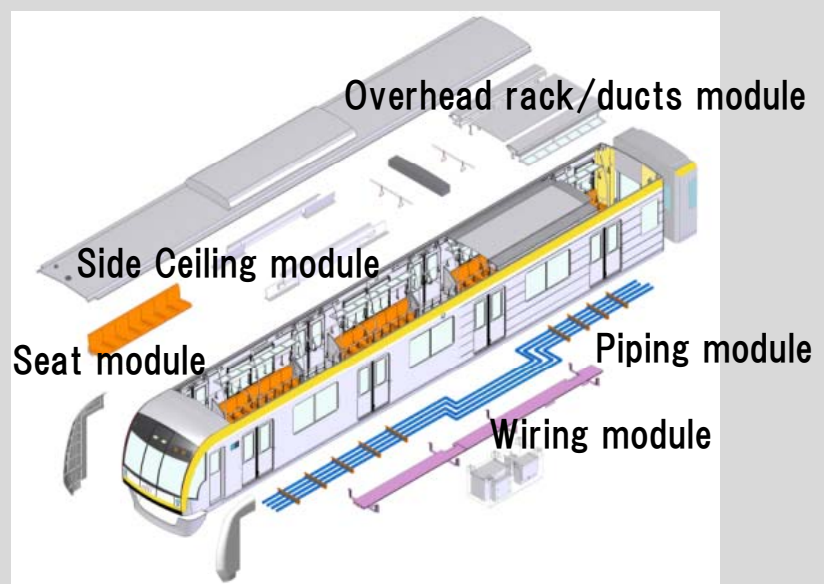 Overhead rack/ducts module
Side Ceiling module
Seat module
Piping module
Wiring module